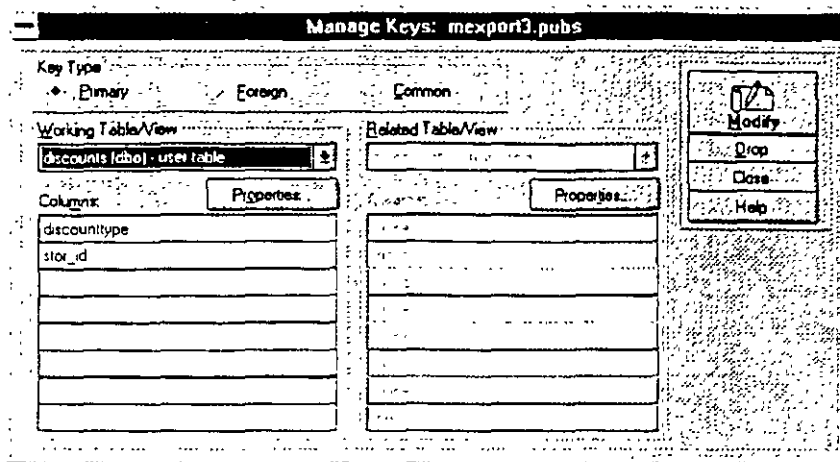 Manage Keys: mexport3.pubs
Key Type
Primary Foreign Common
Working Table/View
discounts [dbo] - user table
Columns:
Properties...
discounttype
stor_id
Related Table/View
Properties...
Modify
Drop
Close
Help